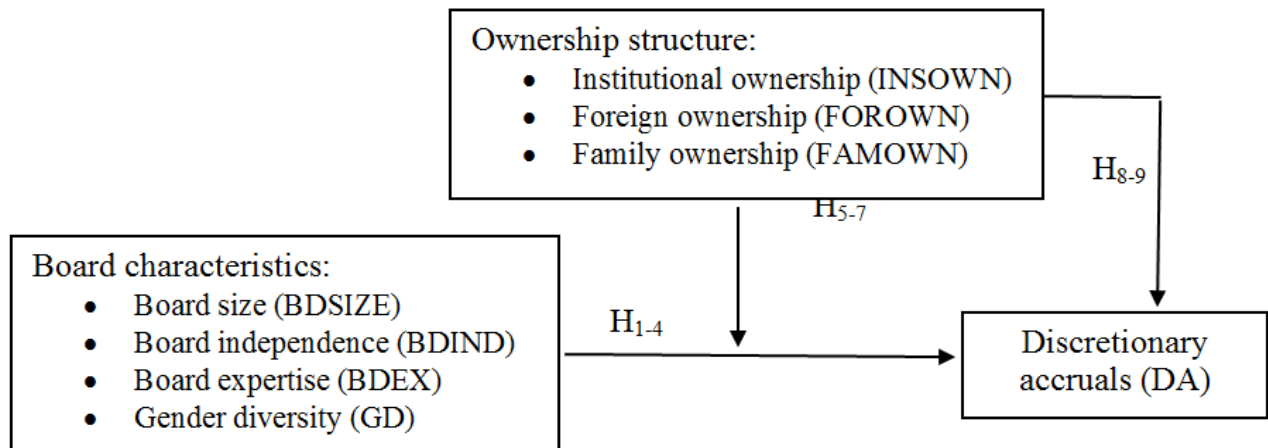 Ownership structure:
• Institutional ownership (INSOWN)
• Foreign ownership (FOROWN)
• Family ownership (FAMOWN)
H8-9
H5-7
Board characteristics:
• Board size (BDSIZE)
• Board independence (BDIND)
• Board expertise (BDEX)
• Gender diversity (GD)
H1-4
Discretionary
accruals (DA)